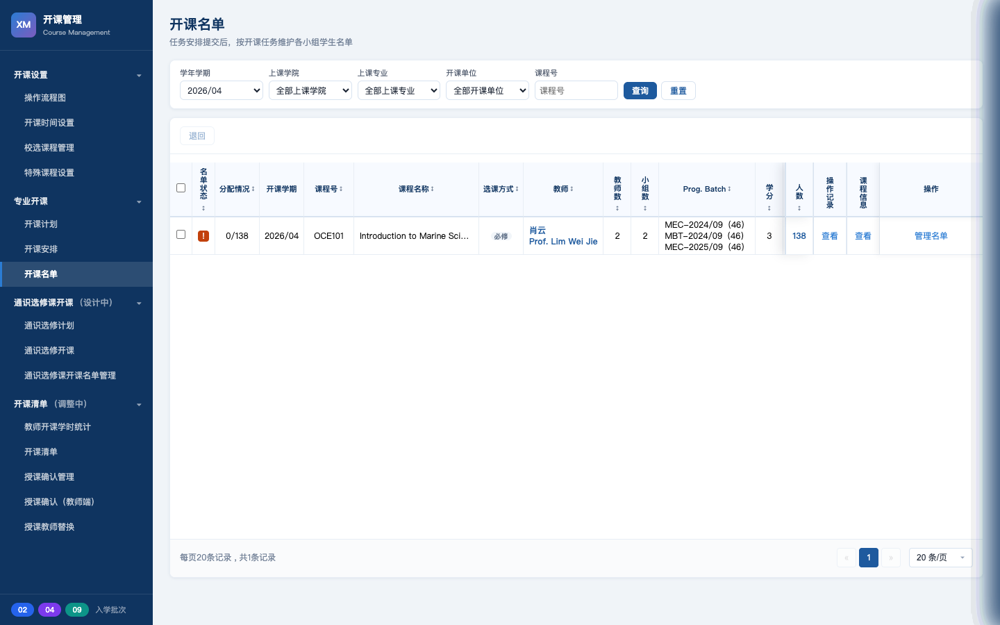 XM
开课管理
Course Management
开课设置
操作流程图
开课时间设置
校选课程管理
特殊课程设置
专业开课
开课计划
开课安排
开课名单
通识选修课开课（设计中）
通识选修计划
通识选修开课
通识选修课开课名单管理
开课清单（调整中）
教师开课学时统计
开课清单
授课确认管理
授课确认（教师端）
授课教师替换
02 04 09 入学批次
开课名单
任务安排提交后，按开课任务维护各小组学生名单
学年学期 上课学院 上课专业 开课单位 课程号
2026/04 全部上课学院 全部上课专业 全部开课单位 课程号 查询 重置
退回
名单状态↕ 分配情况↕ 开课学期 课程号↕ 课程名称↕ 选课方式↕ 教师↕ 教师数↕ 小组数↕ Prog. Batch↕ 学分↕ 人数↕ 操作记录 课程信息 操作
! 0/138 2026/04 OCE101 Introduction to Marine Sci... 必修 肖云 Prof. Lim Wei Jie 2 2 MEC-2024/09（46） MBT-2024/09（46） MEC-2025/09（46） 3 138 查看 查看 管理名单
每页20条记录，共1条记录
« 1 » 20 条/页